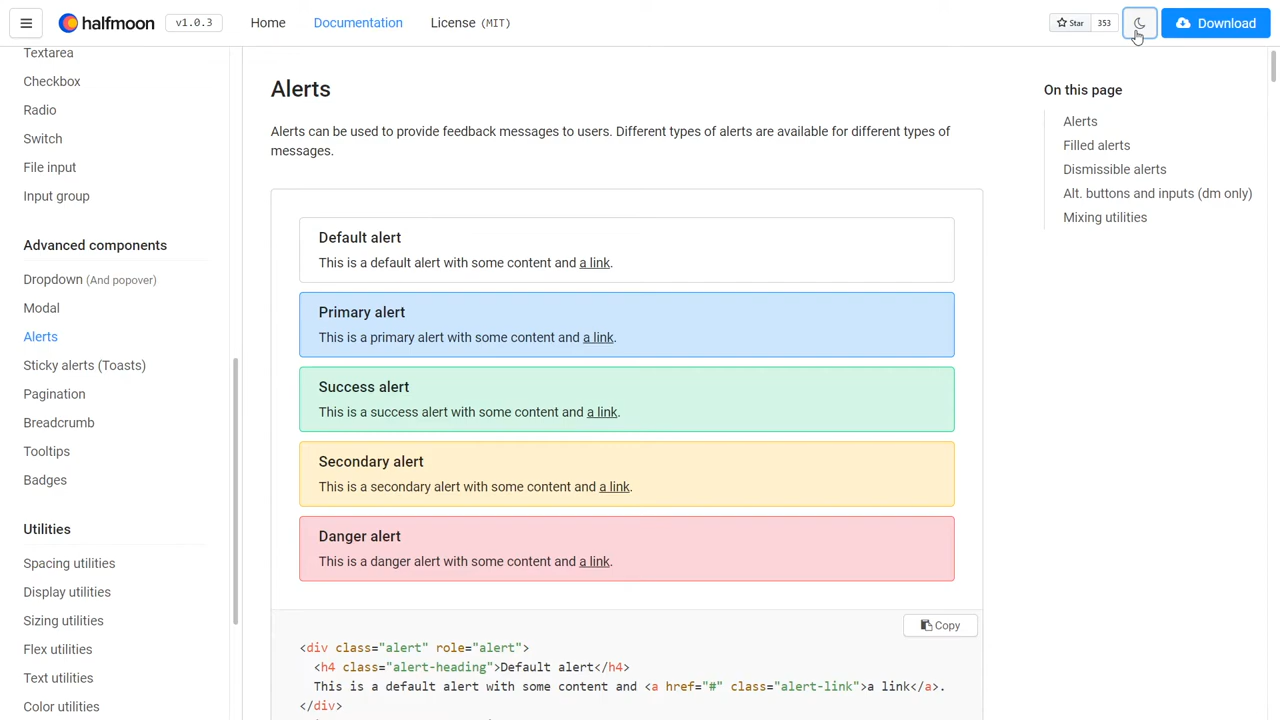 halfmoon
v1.0.3
Home
Documentation
License (MIT)
Star
353
Download
Textarea
Checkbox
Radio
Switch
File input
Input group
Advanced components
Dropdown (And popover)
Modal
Alerts
Sticky alerts (Toasts)
Pagination
Breadcrumb
Tooltips
Badges
Utilities
Spacing utilities
Display utilities
Sizing utilities
Flex utilities
Text utilities
Color utilities
Alerts
Alerts can be used to provide feedback messages to users. Different types of alerts are available for different types of
messages.
Default alert
This is a default alert with some content and a link.
Primary alert
This is a primary alert with some content and a link.
Success alert
This is a success alert with some content and a link.
Secondary alert
This is a secondary alert with some content and a link.
Danger alert
This is a danger alert with some content and a link.
Copy
<div class="alert" role="alert">
<h4 class="alert-heading">Default alert</h4>
This is a default alert with some content and <a href="#" class="alert-link">a link</a>.
</div>
On this page
Alerts
Filled alerts
Dismissible alerts
Alt. buttons and inputs (dm only)
Mixing utilities